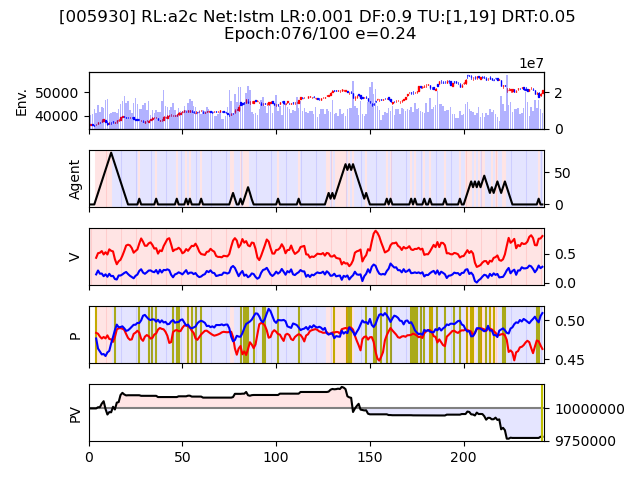 [005930] RL:a2c Net:lstm LR:0.001 DF:0.9 TU:[1,19] DRT:0.05
Epoch:076/100 e=0.24
1e7
Env.
50000
40000
2
0
Agent
50
0
V
0.5
0.0
P
0.50
0.45
PV
10000000
9750000
0 50 100 150 200